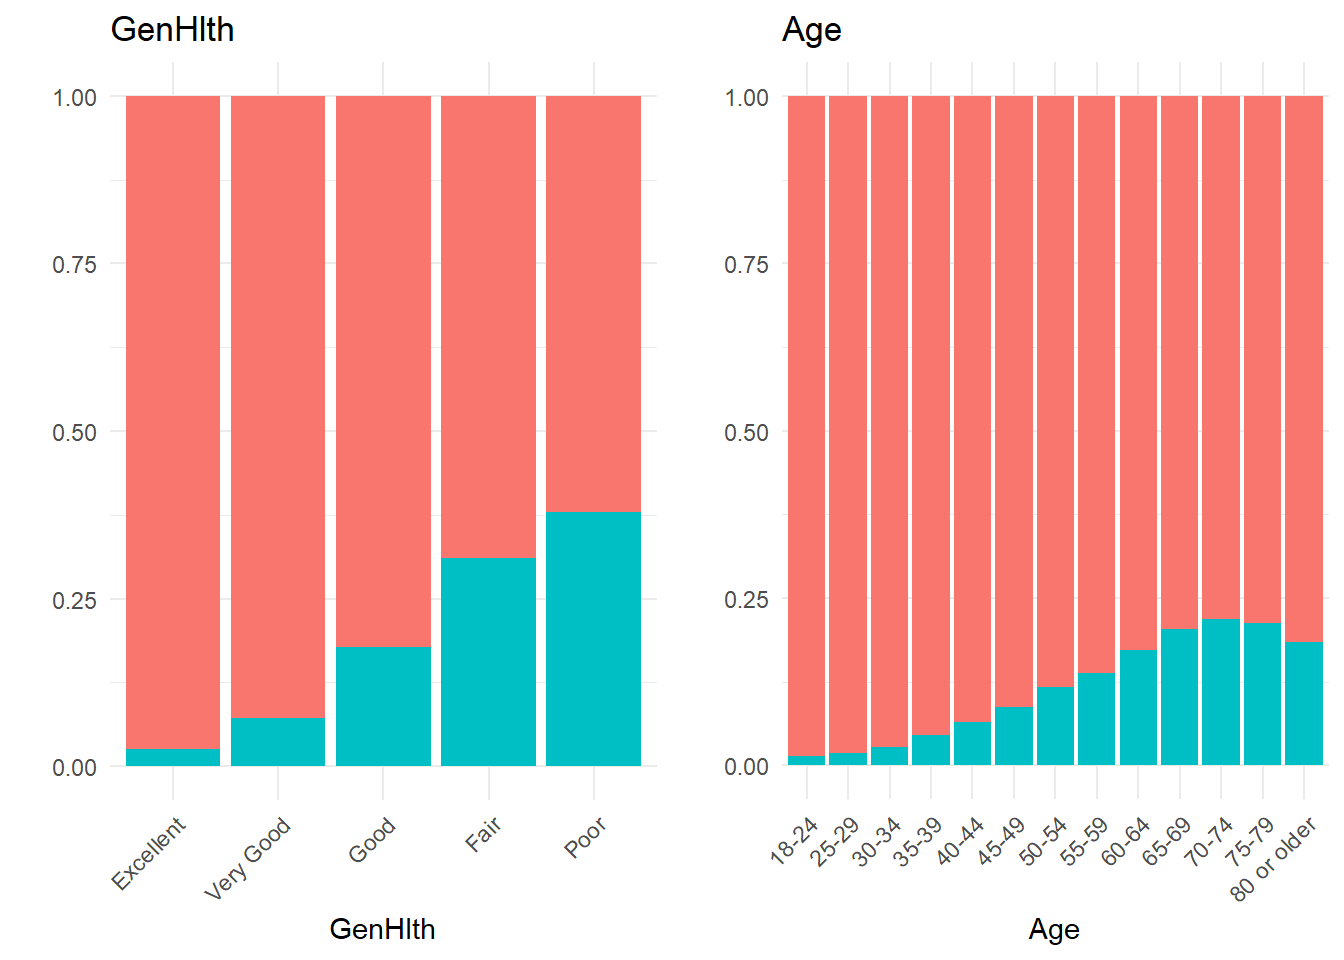 GenHlth
1.00
0.75
0.50
0.25
0.00
Excellent
Very Good
Good
Fair
Poor
GenHlth
Age
1.00
0.75
0.50
0.25
0.00
18-24
25-29
30-34
35-39
40-44
45-49
50-54
55-59
60-64
65-69
70-74
75-79
80 or older
Age